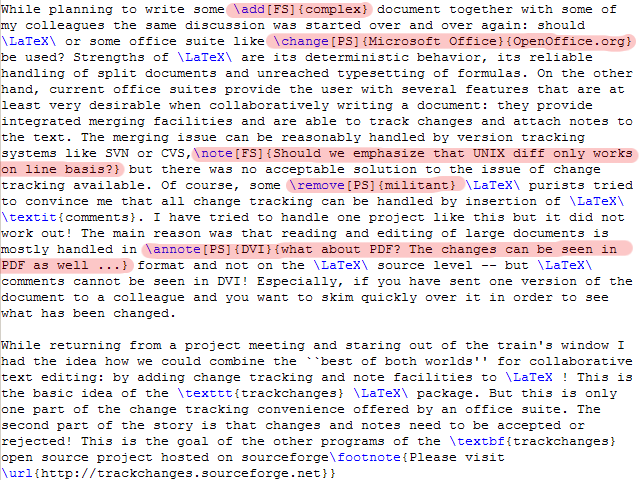 While planning to write some \add[FS]{complex} document together with some of
my colleagues the same discussion was started over and over again: should
\LaTeX\ or some office suite like \change[PS]{Microsoft Office}{OpenOffice.org}
be used? Strengths of \LaTeX\ are its deterministic behavior, its reliable
handling of split documents and unreached typesetting of formulas. On the other
hand, current office suites provide the user with several features that are at
least very desirable when collaboratively writing a document: they provide
integrated merging facilities and are able to track changes and attach notes to
the text. The merging issue can be reasonably handled by version tracking
systems like SVN or CVS,\note[FS]{Should we emphasize that UNIX diff only works
on line basis?} but there was no acceptable solution to the issue of change
tracking available. Of course, some \remove[PS]{militant} \LaTeX\ purists tried
to convince me that all change tracking can be handled by insertion of \LaTeX\
\textit{comments}. I have tried to handle one project like this but it did not
work out! The main reason was that reading and editing of large documents is
mostly handled in \annote[PS]{DVI}{what about PDF? The changes can be seen in
PDF as well ...} format and not on the \LaTeX\ source level -- but \LaTeX\
comments cannot be seen in DVI! Especially, if you have sent one version of the
document to a colleague and you want to skim quickly over it in order to see
what has been changed.

While returning from a project meeting and staring out of the train's window I
had the idea how we could combine the ``best of both worlds'' for collaborative
text editing: by adding change tracking and note facilities to \LaTeX ! This is
the basic idea of the \texttt{trackchanges} \LaTeX\ package. But this is only
one part of the change tracking convenience offered by an office suite. The
second part of the story is that changes and notes need to be accepted or
rejected! This is the goal of the other programs of the \textbf{trackchanges}
open source project hosted on sourceforge\footnote{Please visit
\url{http://trackchanges.sourceforge.net}}